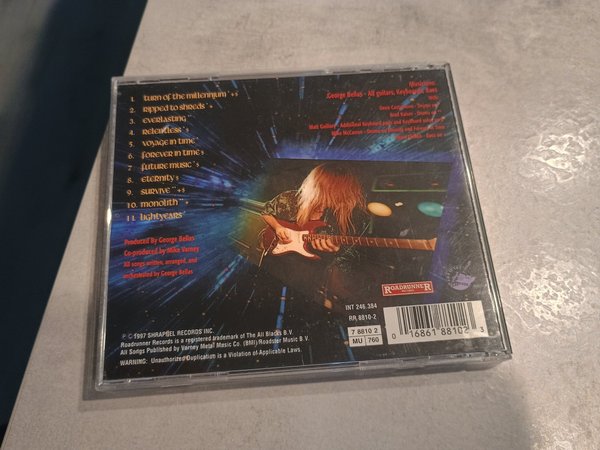 1. Turn of the Millennium * + §
2. Ripped to Shreds *
3. Everlasting *
4. Relentless *
5. Voyage in Time *
6. Forever in Time §
7. Future Music *
8. Eternity §
9. Survive
10. Monolith
11. Lightyears
Produced By George Bellas
Co-produced by Mike Varney
All songs written, arranged, and
orchestrated by George Bellas
Musicians:
George Bellas - All guitars, Keyboards, Bass
ROADRUNNER
INT 246.384
RR 8810-2
7 8810 2
MU 760
0 16861 88102 3
℗ © 1997 SHRAPNEL RECORDS INC.
Roadrunner Records is a registered trademark of The All Blacks B.V.
All Songs Published by Varney Metal Music Co. (BMI)/Roadster Music B.V.
WARNING: Unauthorized Duplication is a Violation of Applicable Laws.